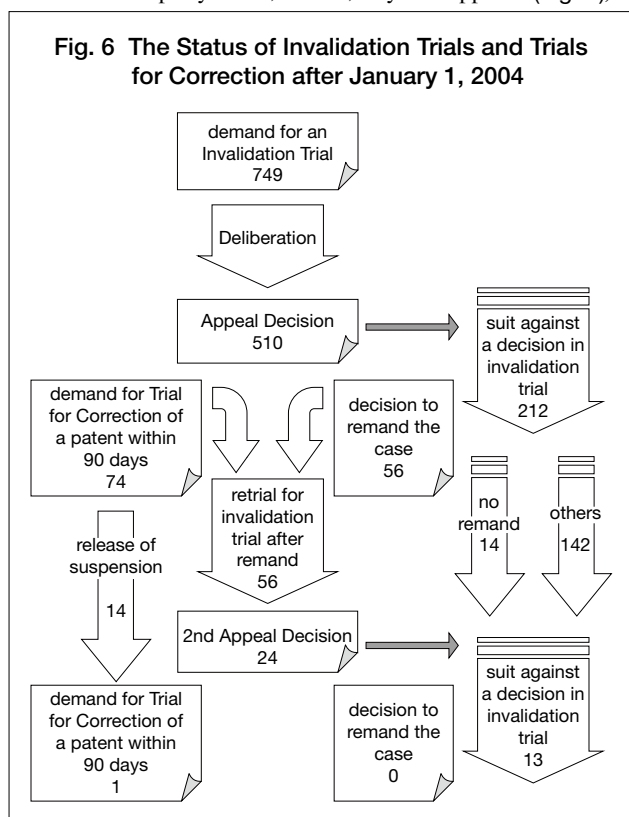 Fig. 6 The Status of Invalidation Trials and Trials
for Correction after January 1, 2004
demand for an
Invalidation Trial
749
Deliberation
Appeal Decision
510
suit against
a decision in
invalidation
trial
212
demand for Trial
for Correction of
a patent within
90 days
74
decision to
remand the
case
56
retrial for
invalidation
trial after
remand
56
no
remand
14
others
142
release of
suspension
14
2nd Appeal Decision
24
suit against
a decision in
invalidation
trial
13
demand for Trial
for Correction of
a patent within
90 days
1
decision to
remand the
case
0